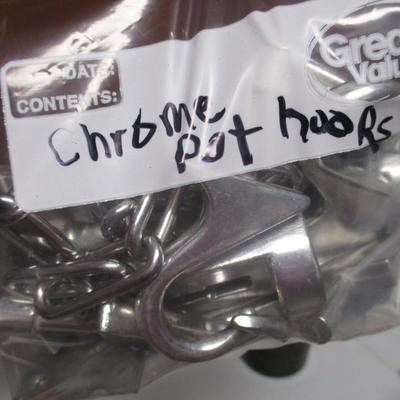 DATE:
CONTENTS:
Great
Value
Chrome
pot hooks